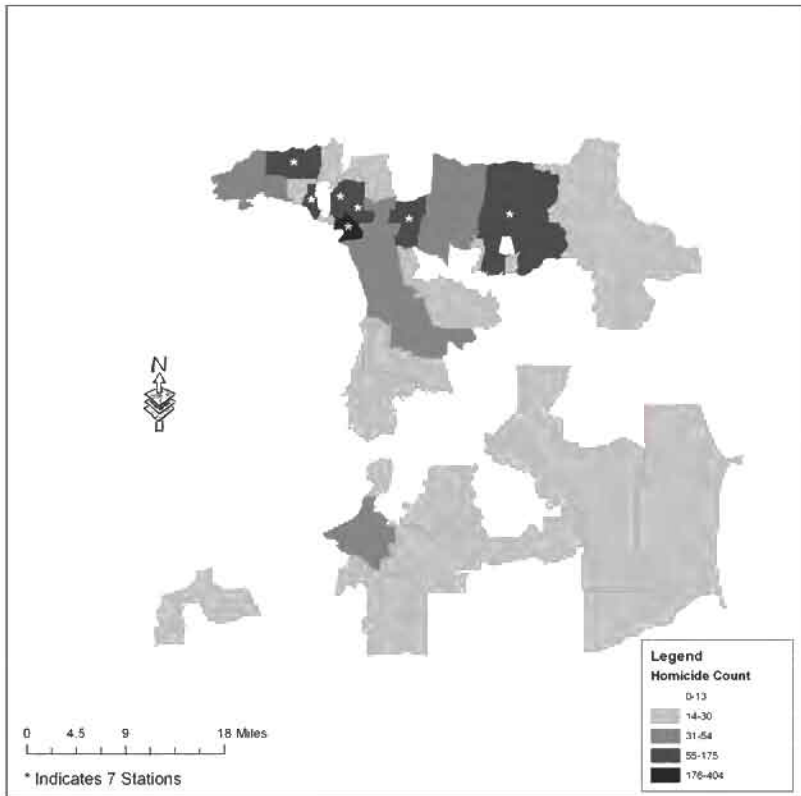 N
Legend
Homicide Count
0-13
14-30
31-54
55-175
176-404
0 4.5 9 18 Miles
* Indicates 7 Stations